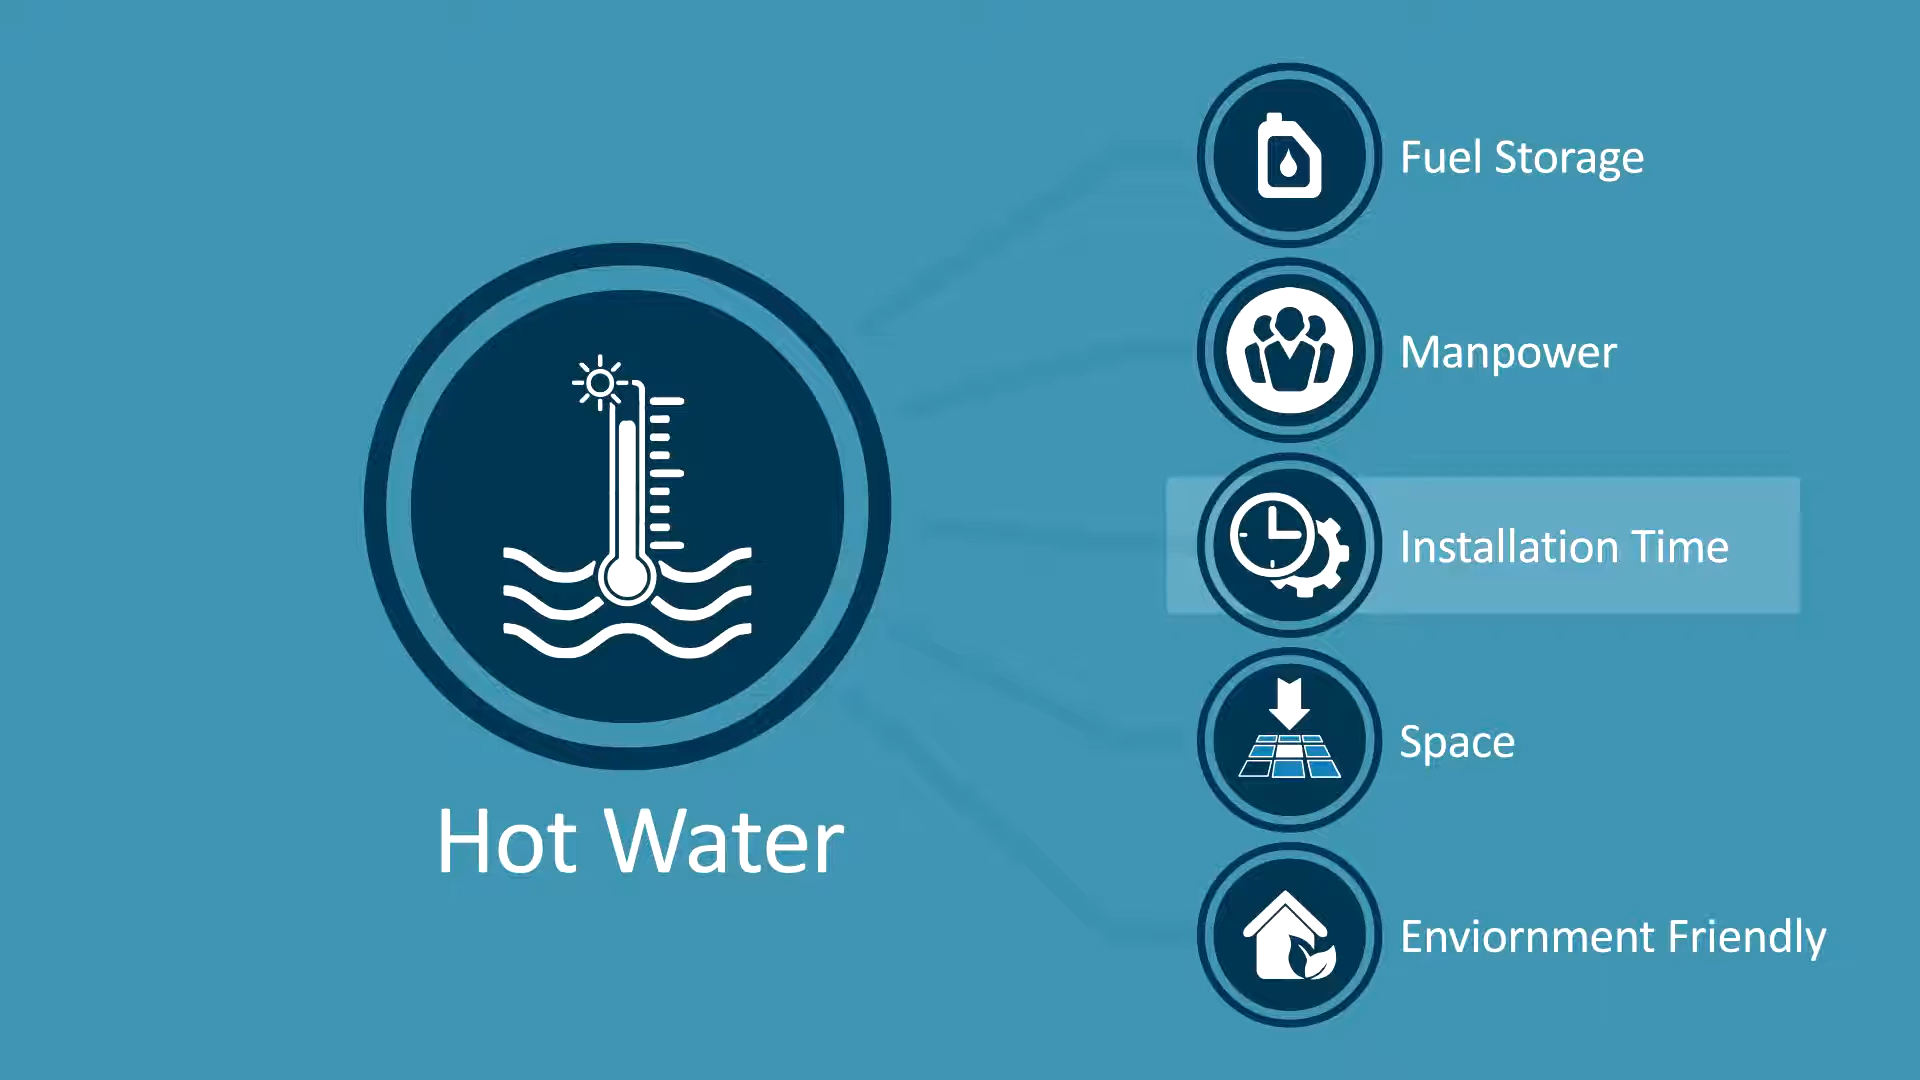 Hot Water
Fuel Storage
Manpower
Installation Time
Space
Enviornment Friendly